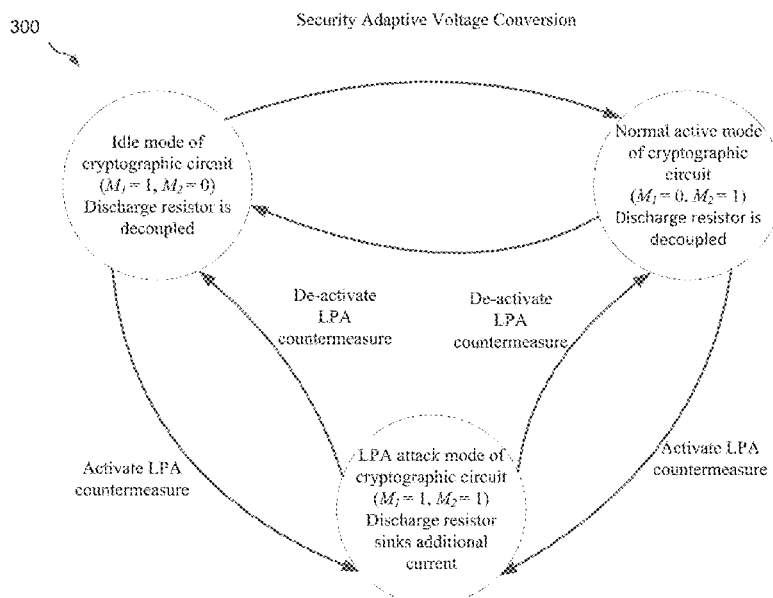 300
Security Adaptive Voltage Conversion
Idle mode of
cryptographic circuit
(M1 = 1, M2 = 0)
Discharge resistor is
decoupled
Normal active mode
of cryptographic
circuit
(M1 = 0, M2 = 1)
Discharge resistor is
decoupled
De-activate
LPA
countermeasure
De-activate
LPA
countermeasure
Activate LPA
countermeasure
LPA attack mode of
cryptographic circuit
(M1 = 1, M2 = 1)
Discharge resistor
sinks additional
current
Activate LPA
countermeasure